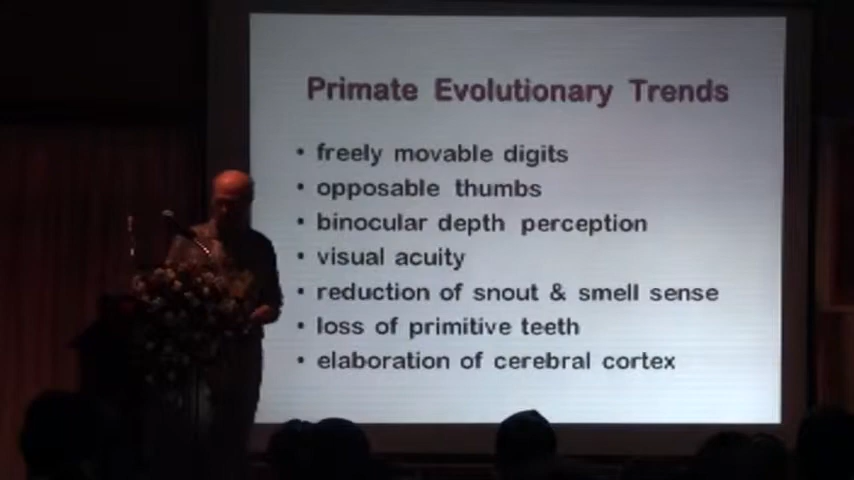 Primate Evolutionary Trends
• freely movable digits
• opposable thumbs
• binocular depth perception
• visual acuity
• reduction of snout & smell sense
• loss of primitive teeth
• elaboration of cerebral cortex